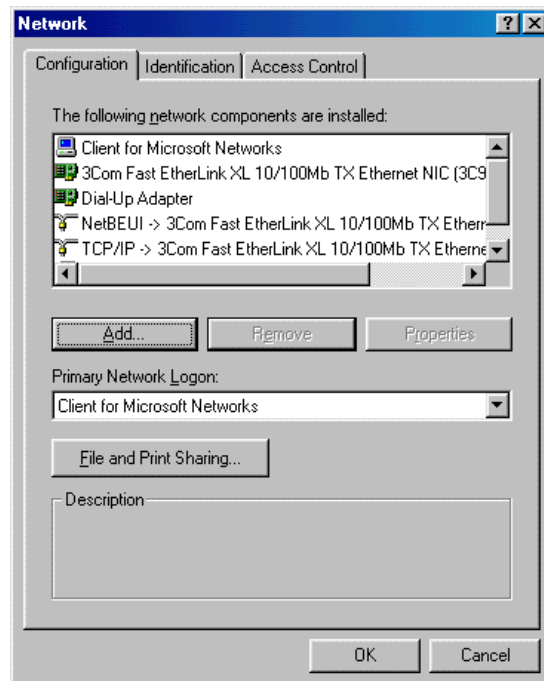 Network
Configuration Identification Access Control
The following network components are installed:
Client for Microsoft Networks
3Com Fast EtherLink XL 10/100Mb TX Ethernet NIC (3C9
Dial-Up Adapter
NetBEUI -> 3Com Fast EtherLink XL 10/100Mb TX Ethern
TCP/IP -> 3Com Fast EtherLink XL 10/100Mb TX Etherne
Add... Remove Properties
Primary Network Logon:
Client for Microsoft Networks
File and Print Sharing...
Description
OK Cancel